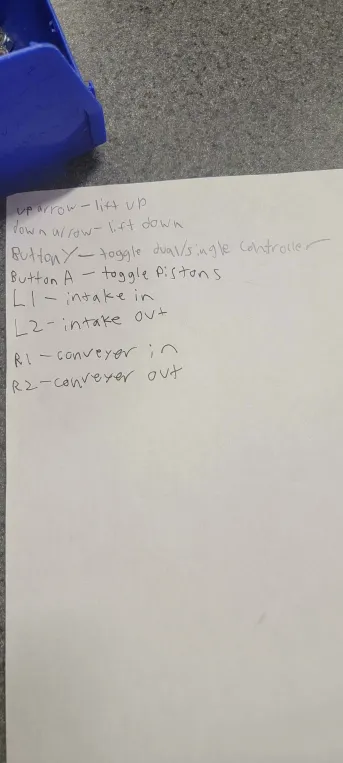 up arrow - lift up
down arrow - lift down
Button Y - toggle dual/single controller
Button A - toggle Pistons
L1 - intake in
L2 - intake out
R1 - conveyer in
R2 - conveyer out